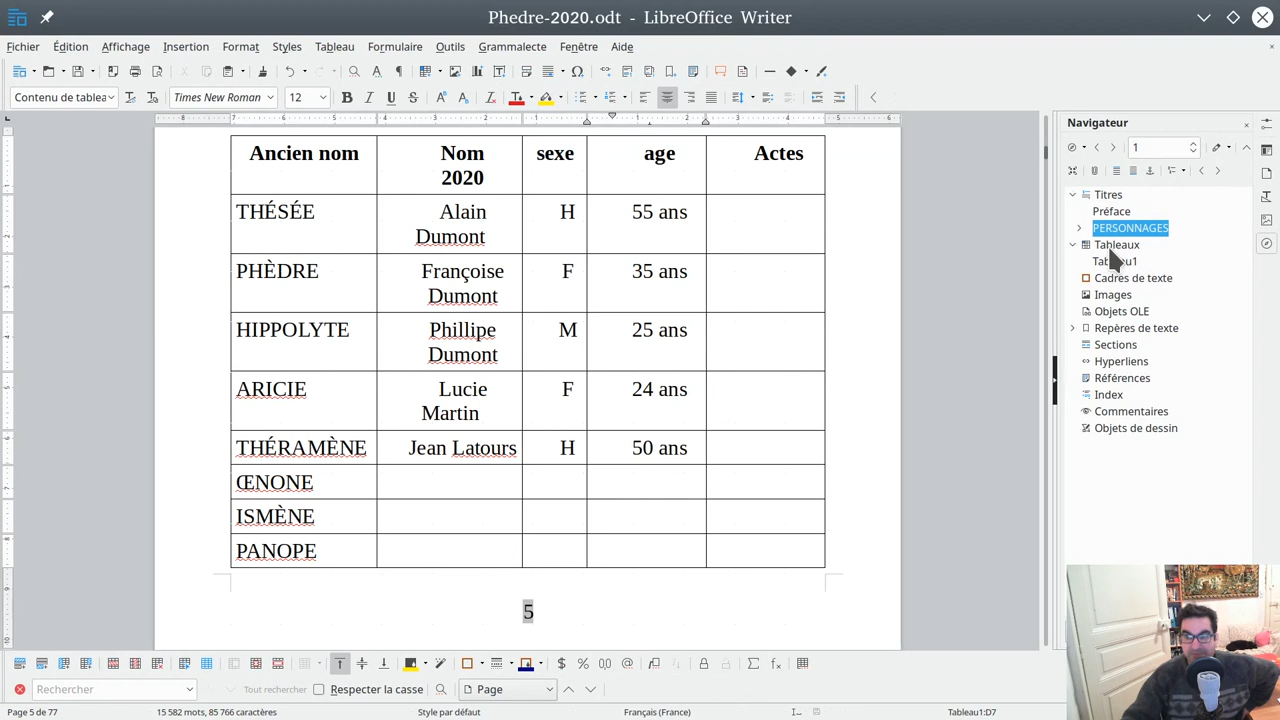 Phedre-2020.odt - LibreOffice Writer
Fichier Édition Affichage Insertion Format Styles Tableau Formulaire Outils Grammalecte Fenêtre Aide
Contenu de tablea Times New Roman 12
Navigateur
1
Titres
Préface
PERSONNAGES
Tableaux
Tableau1
Cadres de texte
Images
Objets OLE
Repères de texte
Sections
Hyperliens
Références
Index
Commentaires
Objets de dessin
Ancien nom Nom 2020 sexe age Actes
THÉSÉE Alain Dumont H 55 ans
PHÈDRE Françoise Dumont F 35 ans
HIPPOLYTE Phillipe Dumont M 25 ans
ARICIE Lucie Martin F 24 ans
THÉRAMÈNE Jean Latours H 50 ans
ŒNONE
ISMÈNE
PANOPE
5
Rechercher Tout rechercher Respecter la casse Page
Page 5 de 77 15 582 mots, 85 766 caractères Style par défaut Français (France) Tableau1:D7